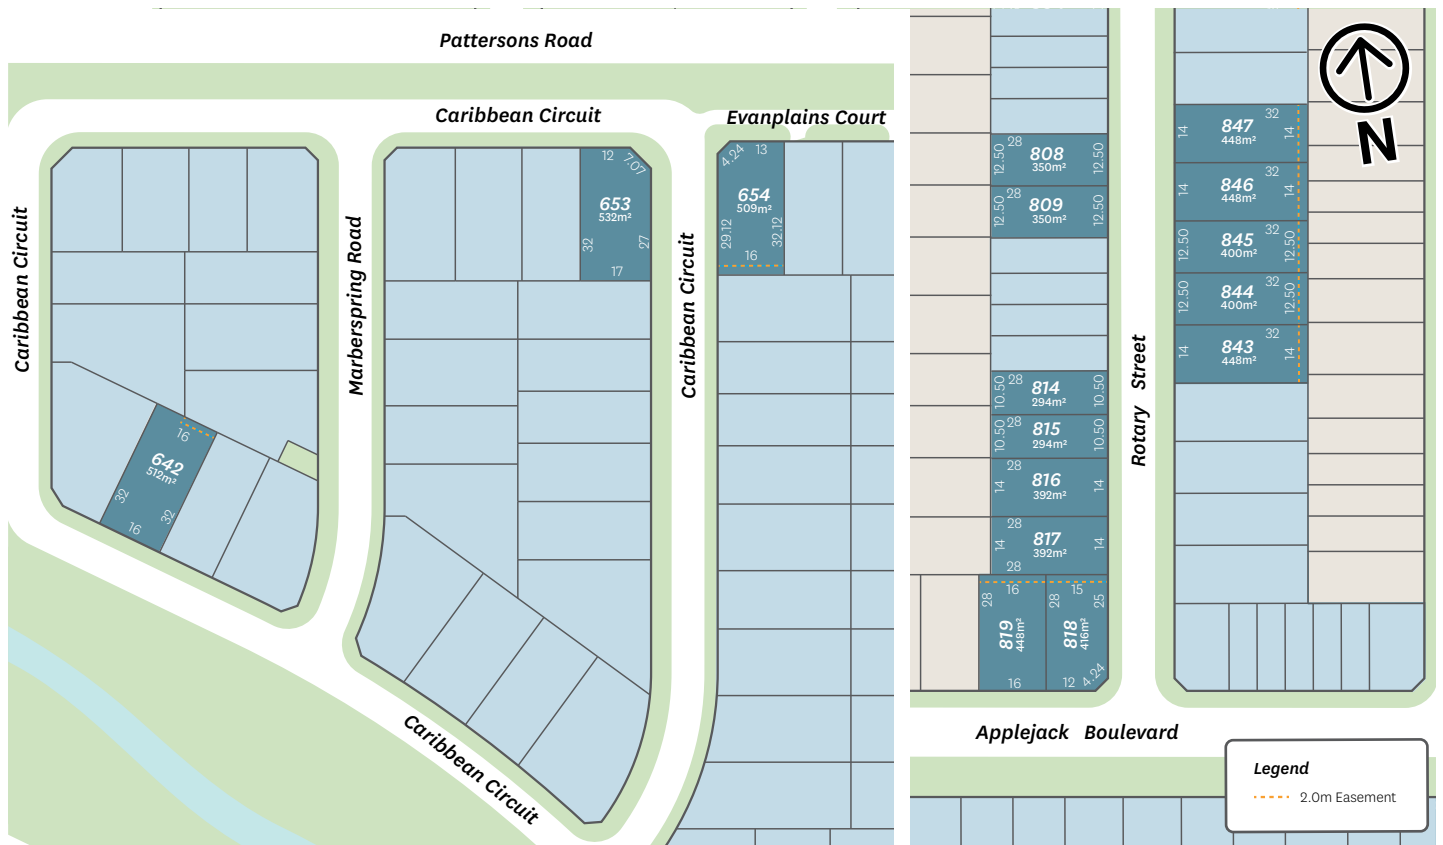 Pattersons Road
Caribbean Circuit
Evanplains Court
Caribbean Circuit
Marberspring Road
Caribbean Circuit
Caribbean Circuit
12
7.07
653
532m²
32
27
17
4.24
13
654
509m²
29.12
32.12
16
16
642
512m²
32
32
16
28
808
350m²
12.50
12.50
28
809
350m²
12.50
12.50
28
814
294m²
10.50
10.50
28
815
294m²
10.50
10.50
28
816
392m²
14
14
28
817
392m²
14
14
28
16
28
819
448m²
16
15
28
25
818
416m²
12
4.24
Rotary Street
32
847
448m²
14
14
32
846
448m²
14
14
32
845
400m²
12.50
12.50
32
844
400m²
12.50
12.50
32
843
448m²
14
14
N
Applejack Boulevard
Legend
2.0m Easement